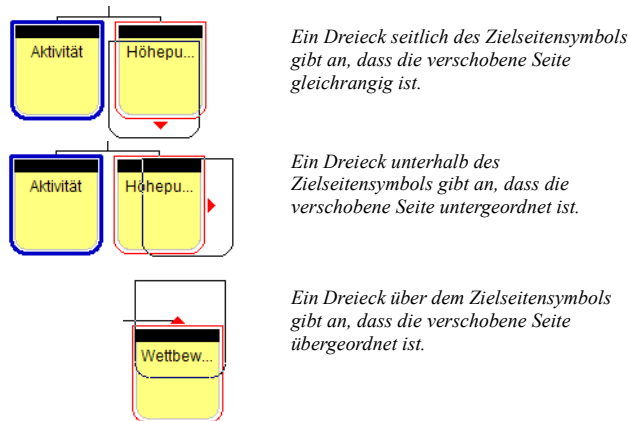 Aktivität
Höhepu...
Ein Dreieck seitlich des Zielseitensymbols
gibt an, dass die verschobene Seite
gleichrangig ist.
Aktivität
Höhepu...
Ein Dreieck unterhalb des
Zielseitensymbols gibt an, dass die
verschobene Seite untergeordnet ist.
Wettbew...
Ein Dreieck über dem Zielseitensymbols
gibt an, dass die verschobene Seite
übergeordnet ist.